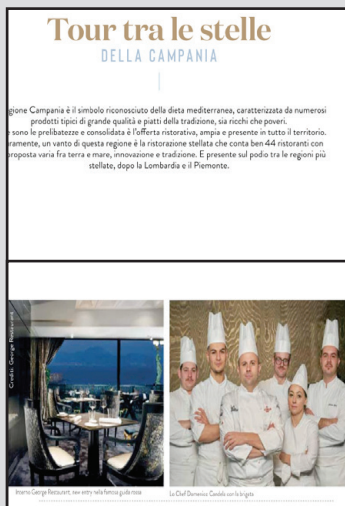 Tour tra le stelle
DELLA CAMPANIA
gione Campania è il simbolo riconosciuto della dieta mediterranea, caratterizzata da numerosi
prodotti tipici di grande qualità e piatti della tradizione, sia ricchi che poveri.
e sono le prelibatezze e consolidata è l'offerta ristorativa, ampia e presente in tutto il territorio.
uramente, un vanto di questa regione è la ristorazione stellata che conta ben 44 ristoranti con
proposta varia fra terra e mare, innovazione e tradizione. E presente sul podio tra le regioni più
stellate, dopo la Lombardia e il Piemonte.
Credits: George Restaurant
Interno George Restaurant, new entry nella famosa guida rossa
Lo Chef Domenico Candela con la brigata